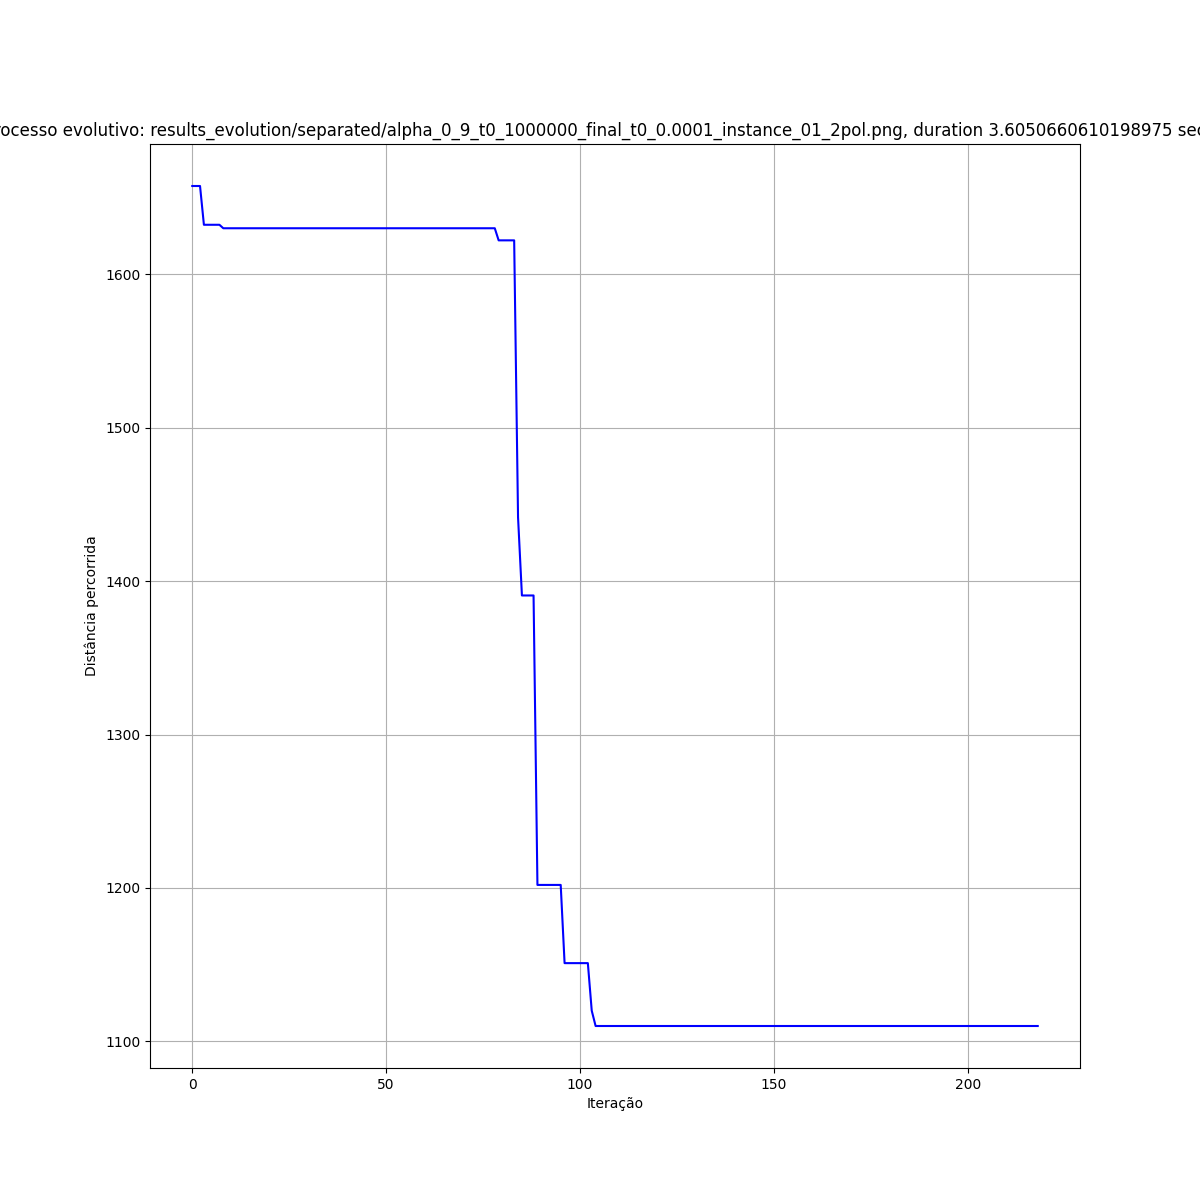 ocesso evolutivo: results_evolution/separated/alpha_0_9_t0_1000000_final_t0_0.0001_instance_01_2pol.png, duration 3.6050660610198975 sec
1600
1500
1400
1300
1200
1100
Distância percorrida
0 50 100 150 200
Iteração